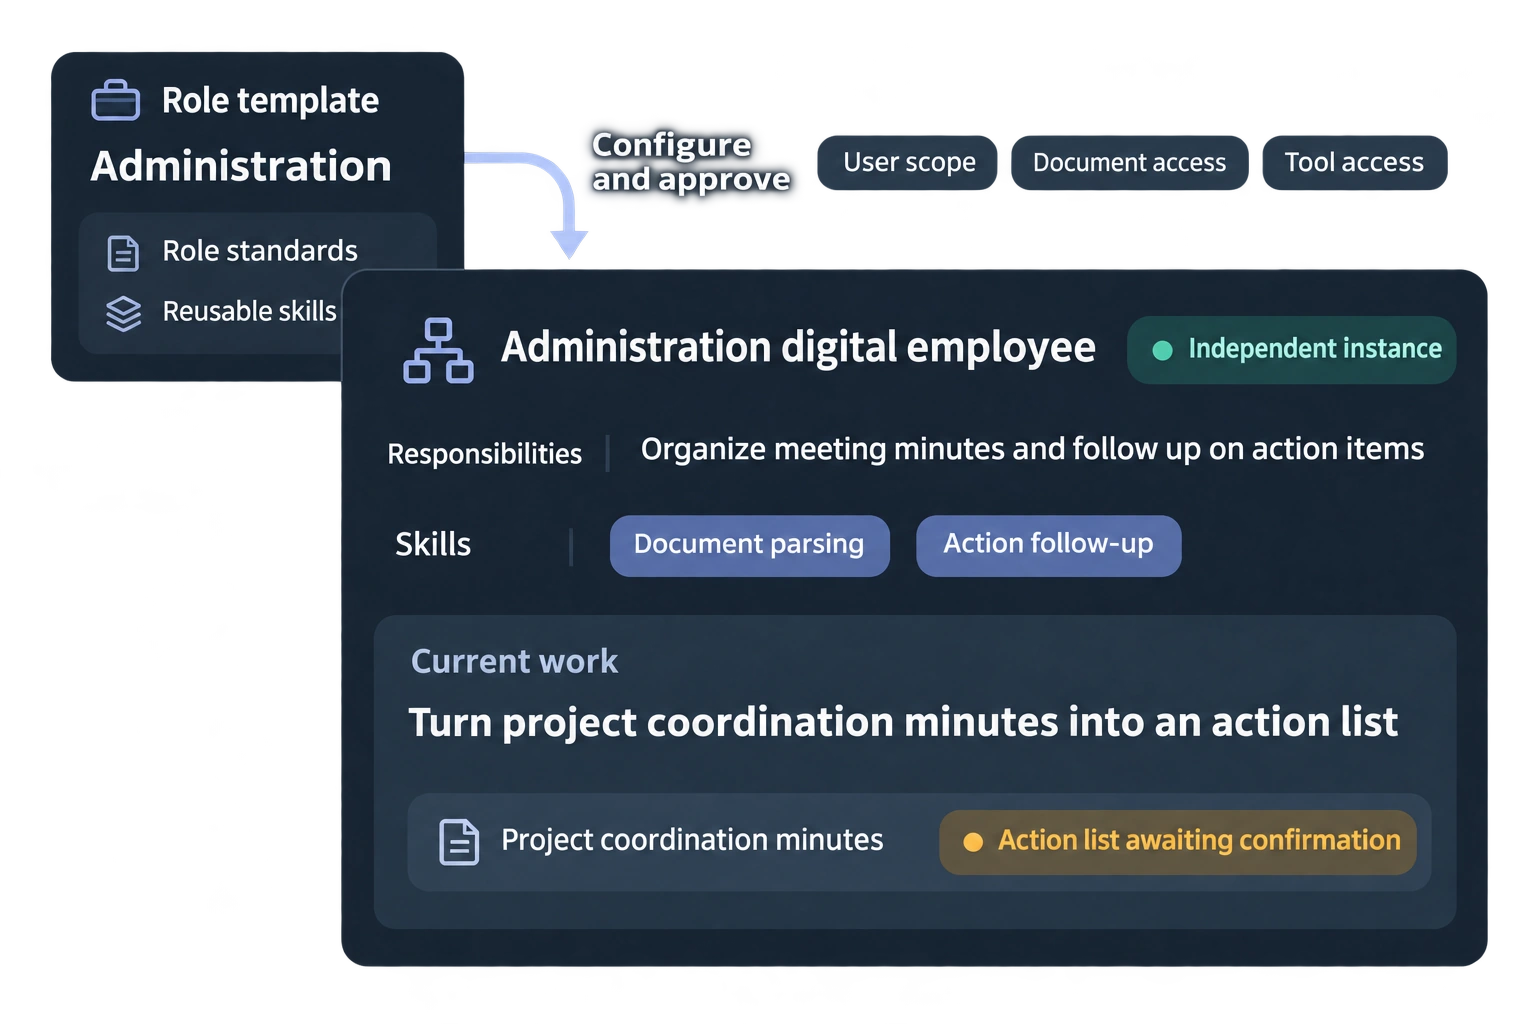 Role template
Administration
Role standards
Reusable skills
Configure
and approve
User scope
Document access
Tool access
Administration digital employee
Independent instance
Responsibilities
Organize meeting minutes and follow up on action items
Skills
Document parsing
Action follow-up
Current work
Turn project coordination minutes into an action list
Project coordination minutes
Action list awaiting confirmation